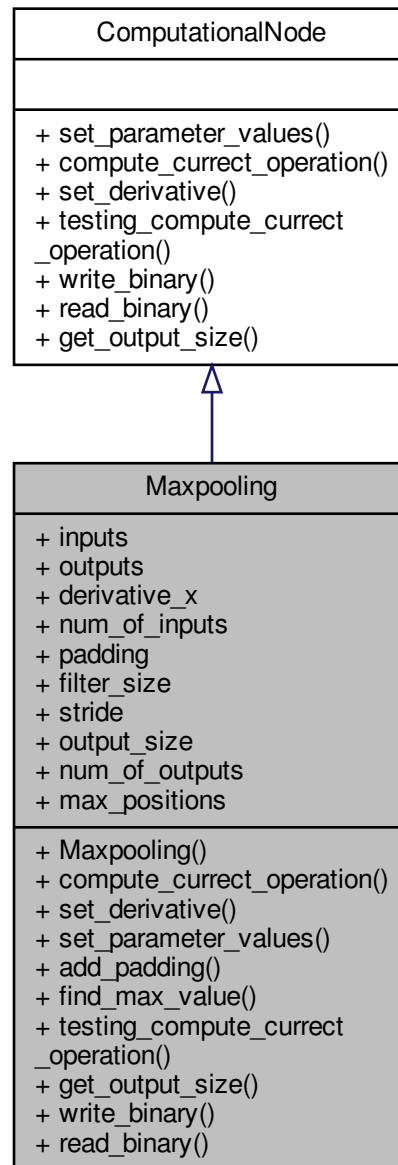 ComputationalNode
+ set_parameter_values()
+ compute_currect_operation()
+ set_derivative()
+ testing_compute_currect
_operation()
+ write_binary()
+ read_binary()
+ get_output_size()
Maxpooling
+ inputs
+ outputs
+ derivative_x
+ num_of_inputs
+ padding
+ filter_size
+ stride
+ output_size
+ num_of_outputs
+ max_positions
+ Maxpooling()
+ compute_currect_operation()
+ set_derivative()
+ set_parameter_values()
+ add_padding()
+ find_max_value()
+ testing_compute_currect
_operation()
+ get_output_size()
+ write_binary()
+ read_binary()